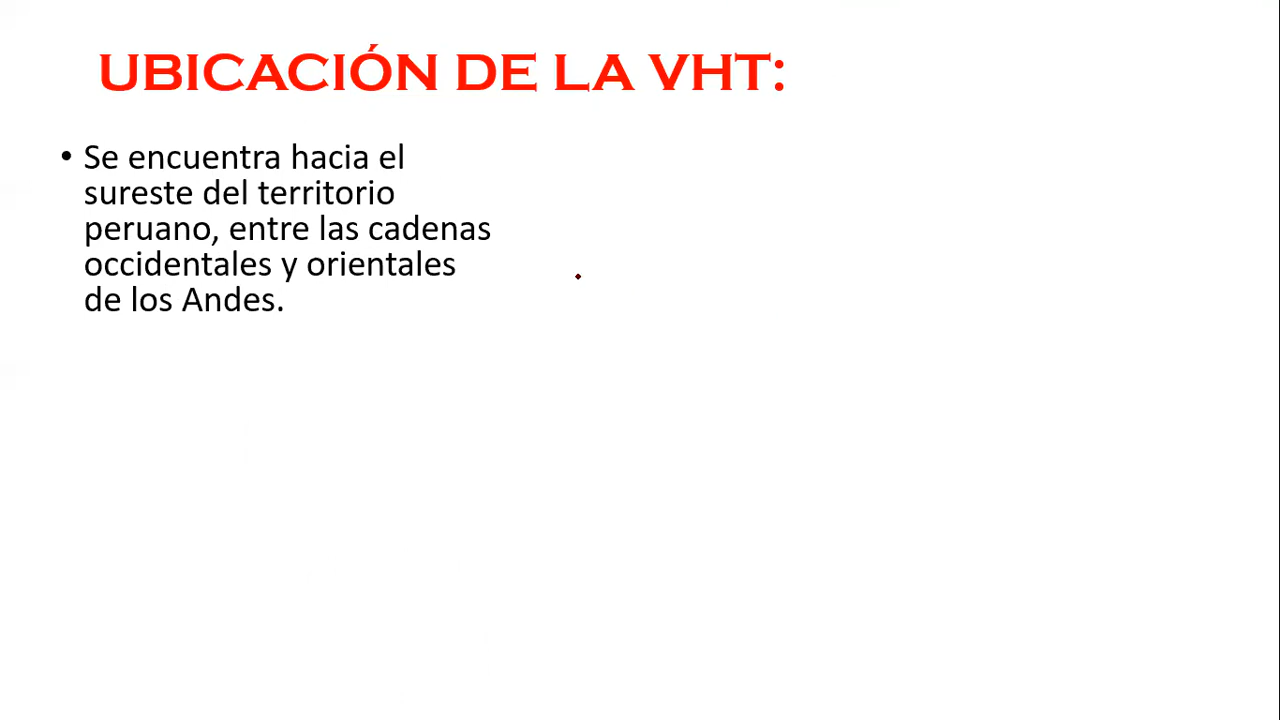 UBICACIÓN DE LA VHT:
• Se encuentra hacia el
sureste del territorio
peruano, entre las cadenas
occidentales y orientales
de los Andes.